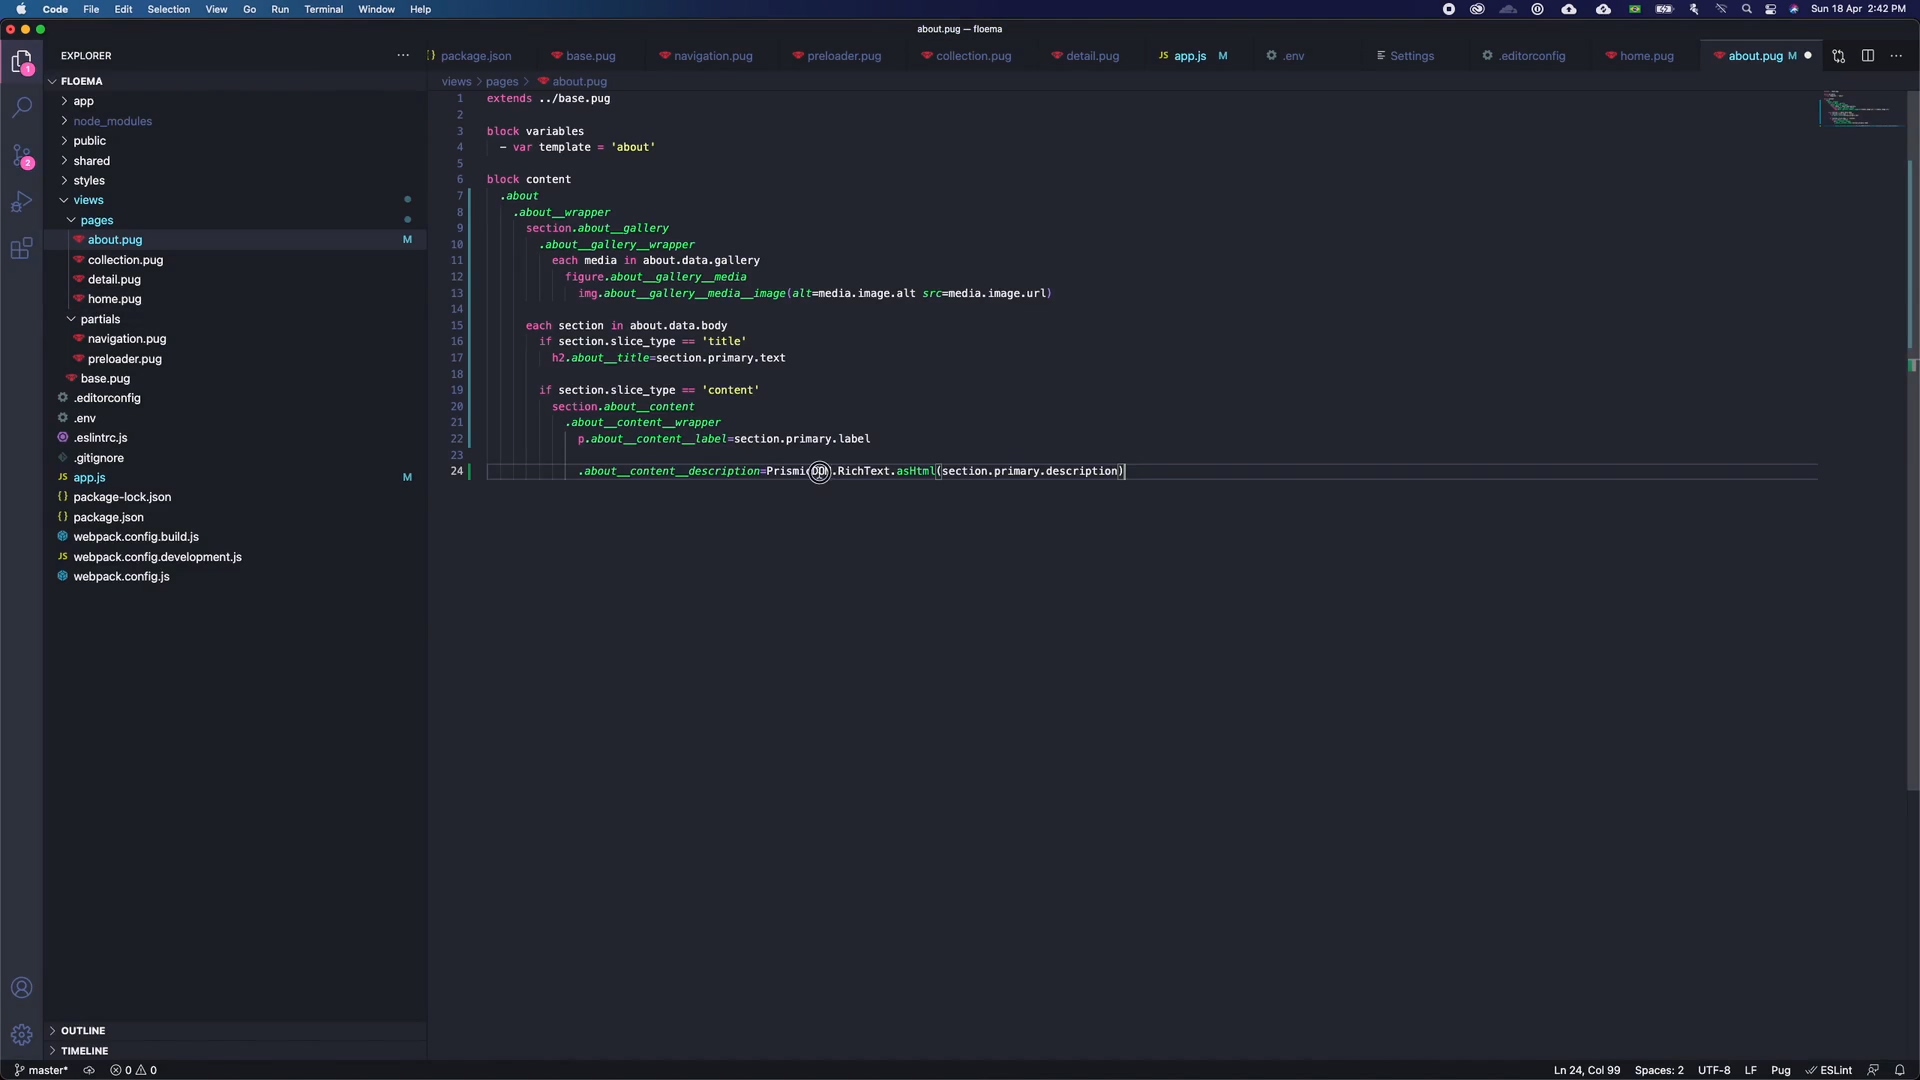 Code File Edit Selection View Go Run Terminal Window Help Sun 18 Apr 2:42 PM
about.pug — floema
EXPLORER
package.json base.pug navigation.pug preloader.pug collection.pug detail.pug JS app.js M .env Settings .editorconfig home.pug about.pug M
views > pages > about.pug
1
FLOEMA
app
node_modules
public
2
shared
styles
views
pages
about.pug M
collection.pug
detail.pug
home.pug
partials
navigation.pug
preloader.pug
base.pug
.editorconfig
.env
.eslintrc.js
.gitignore
JS app.js M
{} package-lock.json
{} package.json
webpack.config.build.js
JS webpack.config.development.js
webpack.config.js
OUTLINE
TIMELINE
1 extends ../base.pug
2
3 block variables
4 - var template = 'about'
5
6 block content
7 .about
8 .about__wrapper
9 section.about__gallery
10 .about__gallery__wrapper
11 each media in about.data.gallery
12 figure.about__gallery__media
13 img.about__gallery__media__image(alt=media.image.alt src=media.image.url)
14
15 each section in about.data.body
16 if section.slice_type == 'title'
17 h2.about__title=section.primary.text
18
19 if section.slice_type == 'content'
20 section.about__content
21 .about__content__wrapper
22 p.about__content__label=section.primary.label
23
24 .about__content__description=Prismi .RichText.asHtml(section.primary.description)
master* 0 0 Ln 24, Col 99 Spaces: 2 UTF-8 LF Pug ESLint